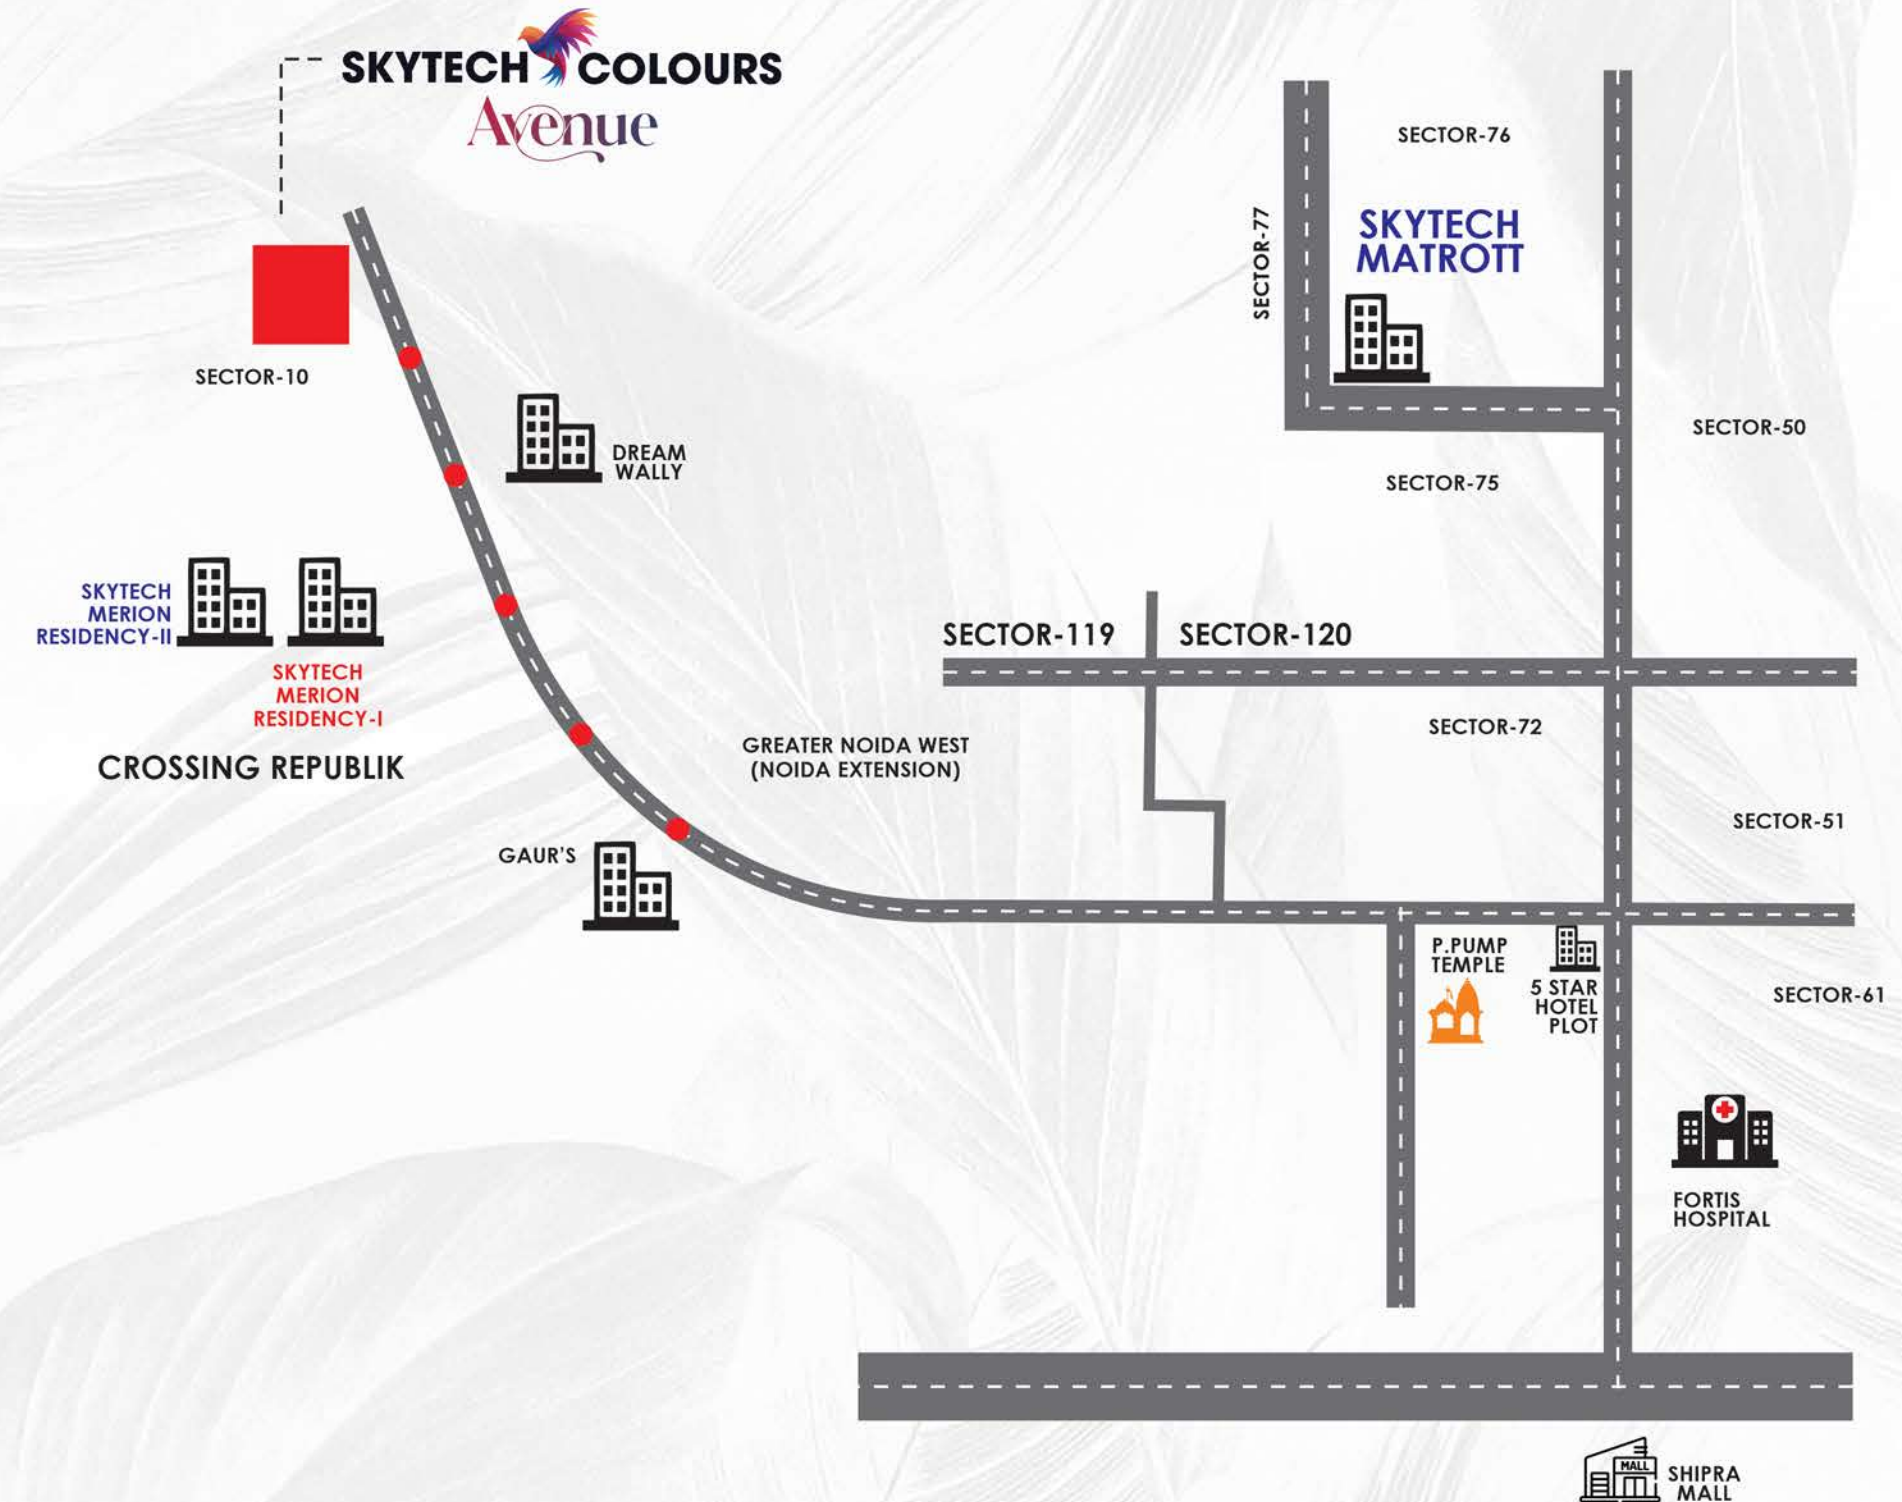 SKYTECH COLOURS
Avenue
SECTOR-76
SECTOR-77
SKYTECH
MATROTT
SECTOR-10
SECTOR-50
DREAM
WALLY
SECTOR-75
SKYTECH
MERION
RESIDENCY-II
SKYTECH
MERION
RESIDENCY-I
CROSSING REPUBLIK
SECTOR-119
SECTOR-120
SECTOR-72
GREATER NOIDA WEST
(NOIDA EXTENSION)
SECTOR-51
GAUR'S
P.PUMP
TEMPLE
5 STAR
HOTEL
PLOT
SECTOR-61
FORTIS
HOSPITAL
MALL
SHIPRA
MALL